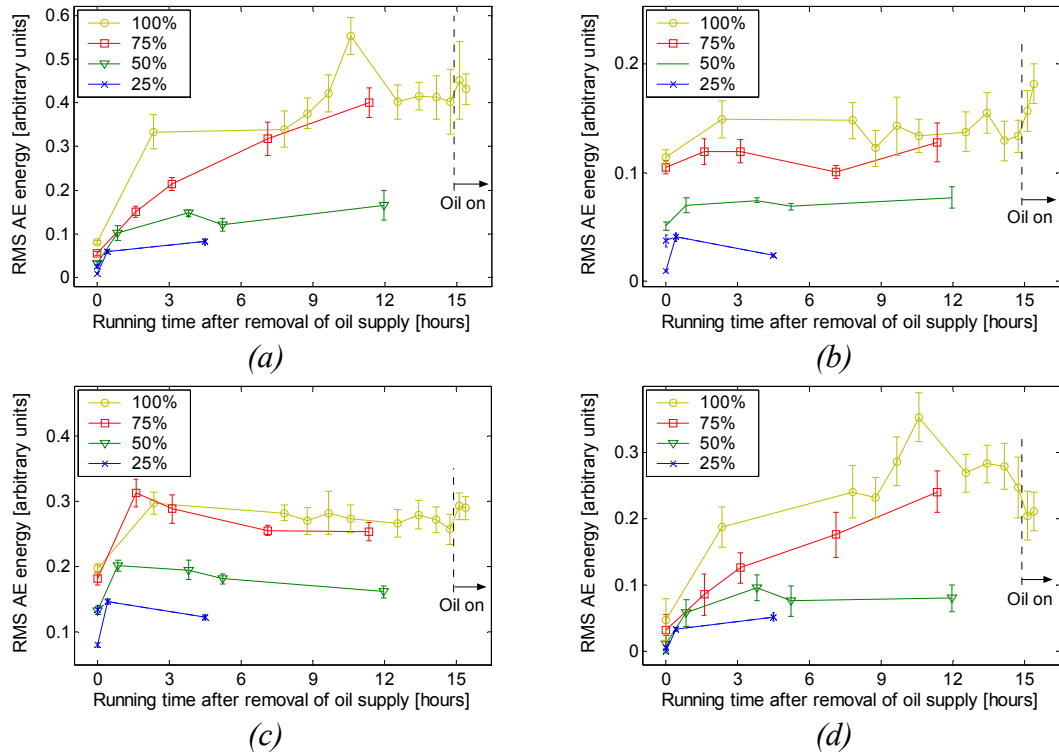 RMS AE energy [arbitrary units]
0.6
0.5
0.4
0.3
0.2
0.1
0
100%
75%
50%
25%
Oil on
0 3 6 9 12 15
Running time after removal of oil supply [hours]
(a)
RMS AE energy [arbitrary units]
0.2
0.1
0
100%
75%
50%
25%
Oil on
0 3 6 9 12 15
Running time after removal of oil supply [hours]
(b)
RMS AE energy [arbitrary units]
0.4
0.3
0.2
0.1
100%
75%
50%
25%
Oil on
0 3 6 9 12 15
Running time after removal of oil supply [hours]
(c)
RMS AE energy [arbitrary units]
0.3
0.2
0.1
0
100%
75%
50%
25%
Oil on
0 3 6 9 12 15
Running time after removal of oil supply [hours]
(d)